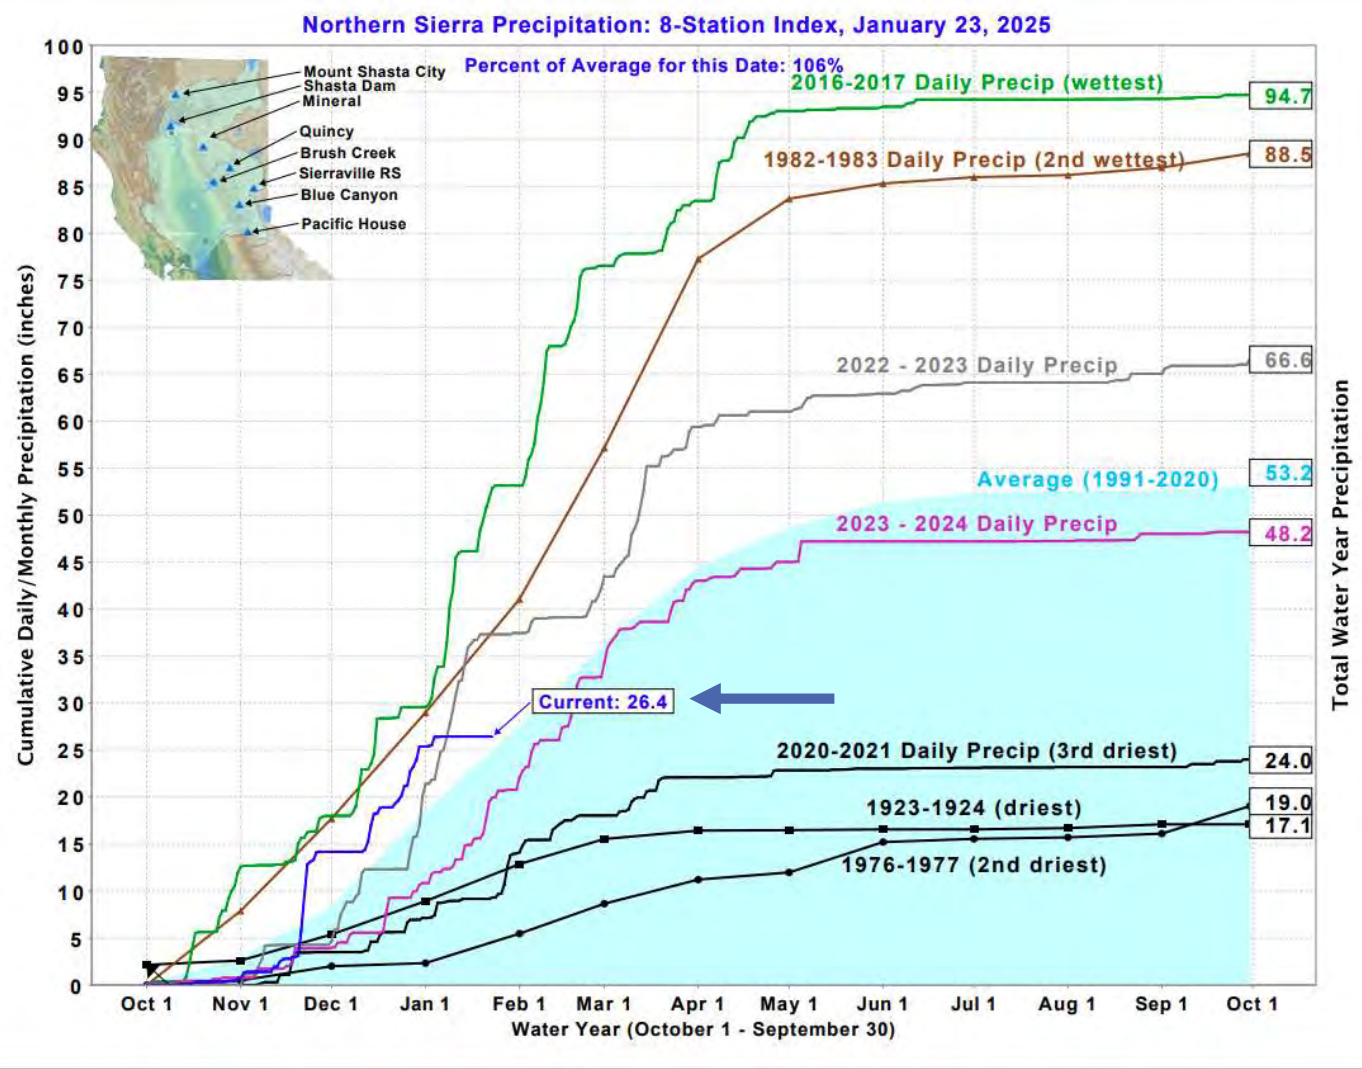 Northern Sierra Precipitation: 8-Station Index, January 23, 2025
Percent of Average for this Date: 106%
Mount Shasta City
Shasta Dam
Mineral
Quincy
Brush Creek
Sierraville RS
Blue Canyon
Pacific House
Cumulative Daily/Monthly Precipitation (inches)
100
95
90
85
80
75
70
65
60
55
50
45
40
35
30
25
20
15
10
5
0
2016-2017 Daily Precip (wettest)
94.7
1982-1983 Daily Precip (2nd wettest)
88.5
2022 - 2023 Daily Precip
66.6
Average (1991-2020)
53.2
2023 - 2024 Daily Precip
48.2
Current: 26.4
2020-2021 Daily Precip (3rd driest)
24.0
1923-1924 (driest)
19.0
17.1
1976-1977 (2nd driest)
Total Water Year Precipitation
Oct 1 Nov 1 Dec 1 Jan 1 Feb 1 Mar 1 Apr 1 May 1 Jun 1 Jul 1 Aug 1 Sep 1 Oct 1
Water Year (October 1 - September 30)